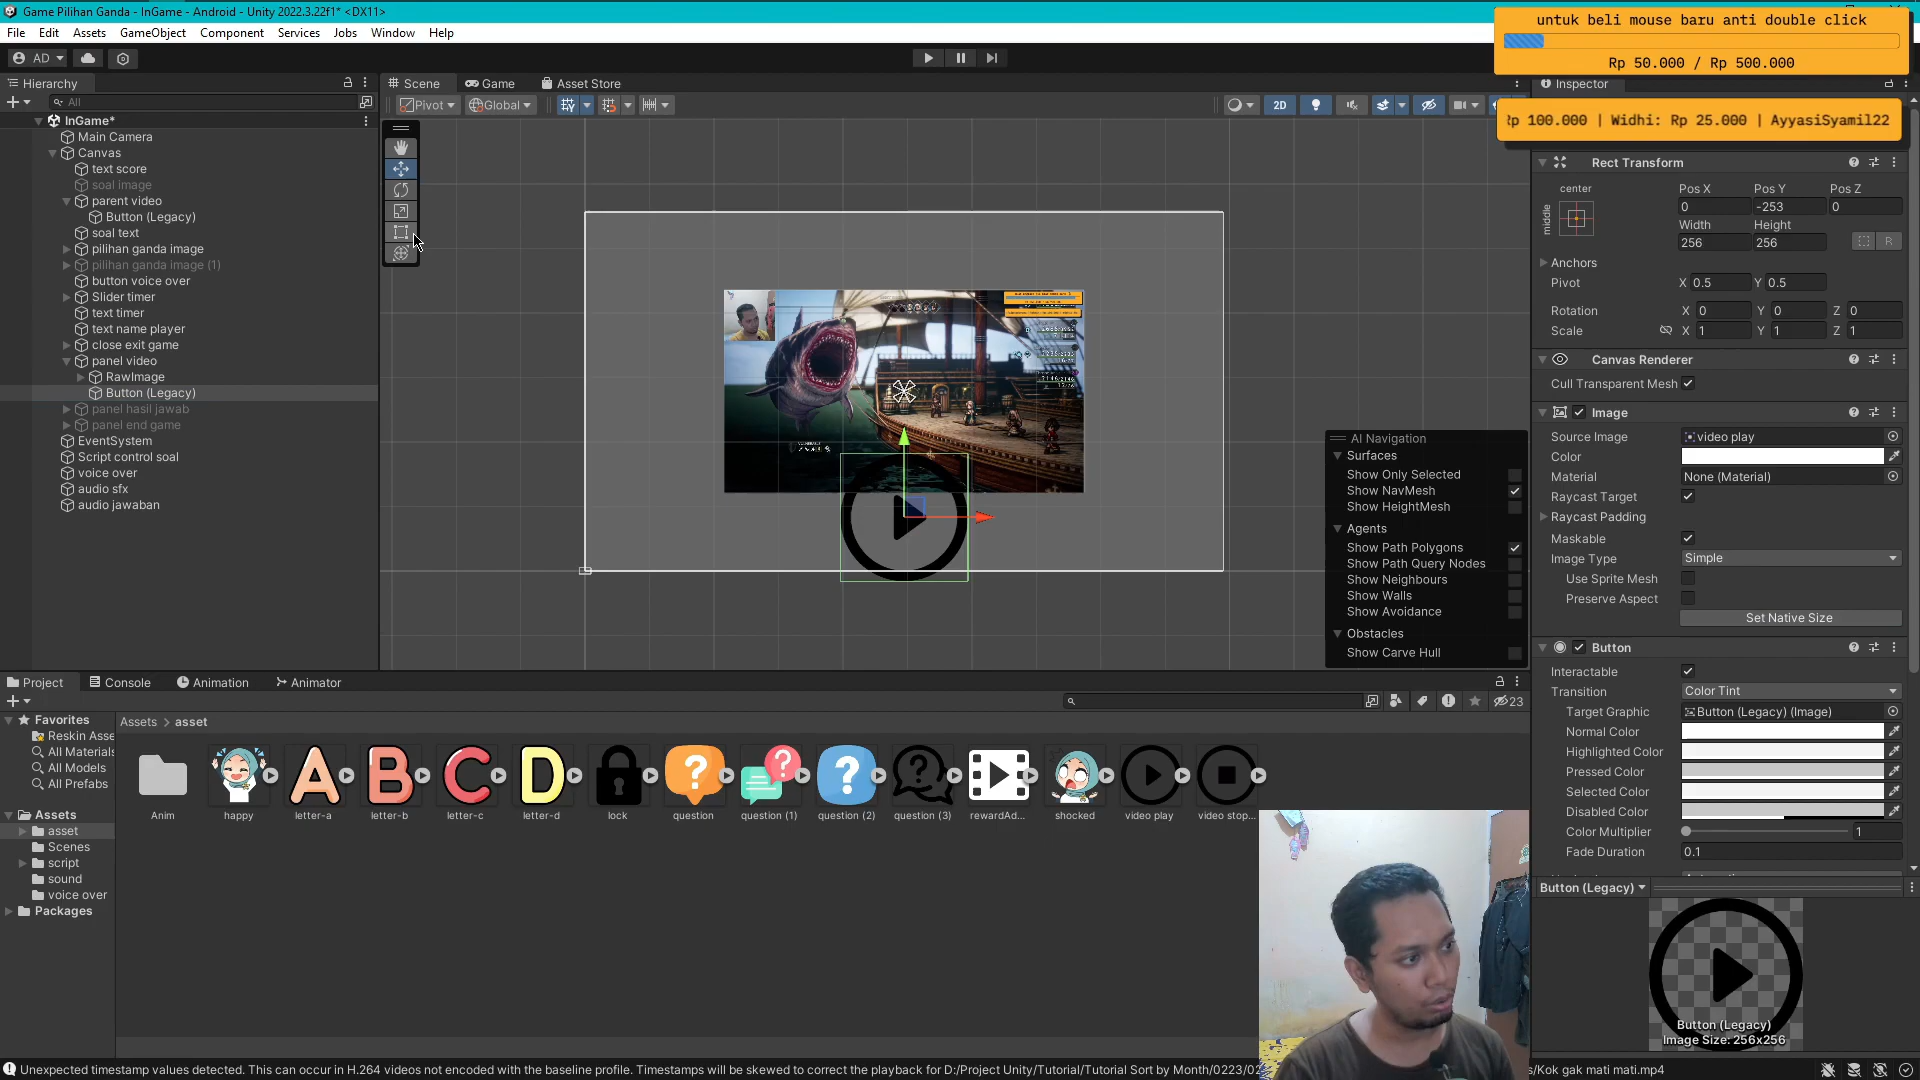 Game Pilihan Ganda - InGame - Android - Unity 2022.3.22f1* <DX11>
File Edit Assets GameObject Component Services Jobs Window Help
AD
untuk beli mouse baru anti double click
Rp 50.000 / Rp 500.000
Rp 100.000 | Widhi: Rp 25.000 | AyyasiSyamil22
Hierarchy
All
InGame*
Main Camera
Canvas
text score
soal image
parent video
Button (Legacy)
soal text
pilihan ganda image
pilihan ganda image (1)
button voice over
Slider timer
text timer
text name player
close exit game
panel video
RawImage
Button (Legacy)
panel hasil jawab
panel end game
EventSystem
Script control soal
voice over
audio sfx
audio jawaban
Scene Game Asset Store
Pivot Global 2D
AI Navigation
Surfaces
Show Only Selected
Show NavMesh
Show HeightMesh
Agents
Show Path Polygons
Show Path Query Nodes
Show Neighbours
Show Walls
Show Avoidance
Obstacles
Show Carve Hull
Inspector
Rect Transform
center
middle
Pos X Pos Y Pos Z
0 -253 0
Width Height
256 256
R
Anchors
Pivot X 0.5 Y 0.5
Rotation X 0 Y 0 Z 0
Scale X 1 Y 1 Z 1
Canvas Renderer
Cull Transparent Mesh
Image
Source Image video play
Color
Material None (Material)
Raycast Target
Raycast Padding
Maskable
Image Type Simple
Use Sprite Mesh
Preserve Aspect
Set Native Size
Button
Interactable
Transition Color Tint
Target Graphic Button (Legacy) (Image)
Normal Color
Highlighted Color
Pressed Color
Selected Color
Disabled Color
Color Multiplier 1
Fade Duration 0.1
Button (Legacy)
Button (Legacy)
Image Size: 256x256
Project Console Animation Animator
23
Favorites
Reskin Asse
All Materials
All Models
All Prefabs
Assets
asset
Scenes
script
sound
voice over
Packages
Assets > asset
A B C D
Anim happy letter-a letter-b letter-c letter-d lock question question (1) question (2) question (3) rewardAd... shocked video play video stop...
Unexpected timestamp values detected. This can occur in H.264 videos not encoded with the baseline profile. Timestamps will be skewed to correct the playback for D:/Project Unity/Tutorial/Tutorial Sort by Month/0223/02
s/Kok gak mati mati.mp4